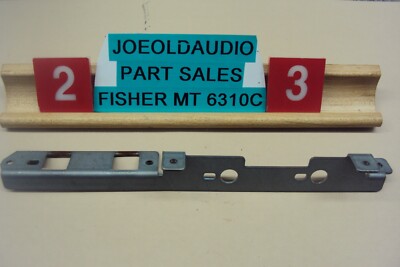 JOEOLDAUDIO
2 PART SALES 3
FISHER MT 6310C